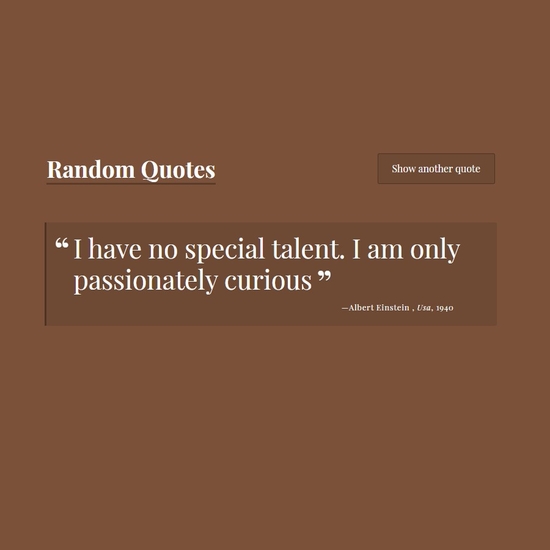 Random Quotes
Show another quote
❝ I have no special talent. I am only
passionately curious ❞
—Albert Einstein , Usa, 1940